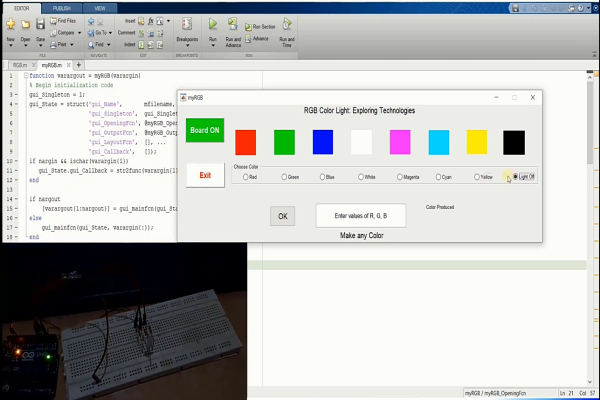 EDITOR PUBLISH VIEW
New Open Save
Find Files
Compare
Print
Go To
Find
Insert
Comment
Indent
fx
Breakpoints
Run
Run and Advance
Run Section
Advance
Run and Time
FILE NAVIGATE EDIT BREAKPOINTS RUN
RGB.m myRGB.m
1 function varargout = myRGB(varargin)
2 % Begin initialization code
3 gui_Singleton = 1;
4 gui_State = struct('gui_Name', mfilename,
5 'gui_Singleton', gui_Singl
6 'gui_OpeningFcn', @myRGB_Ope
7 'gui_OutputFcn', @myRGB_Outp
8 'gui_LayoutFcn', [], ...
9 'gui_Callback', []);
10 if nargin && ischar(varargin{1})
11 gui_State.gui_Callback = str2func(varargin{1
12 end
13
14 if nargout
15 [varargout{1:nargout}] = gui_mainfcn(gui_Stat
16 else
17 gui_mainfcn(gui_State, varargin{:});
18 end
myRGB
RGB Color Light: Exploring Technologies
Board ON
Exit
Choose Color
Red Green Blue White Magenta Cyan Yellow Light Off
OK
Enter values of R, G, B
Color Produced
Make any Color
myRGB / myRGB_OpeningFcn Ln 21 Col 57